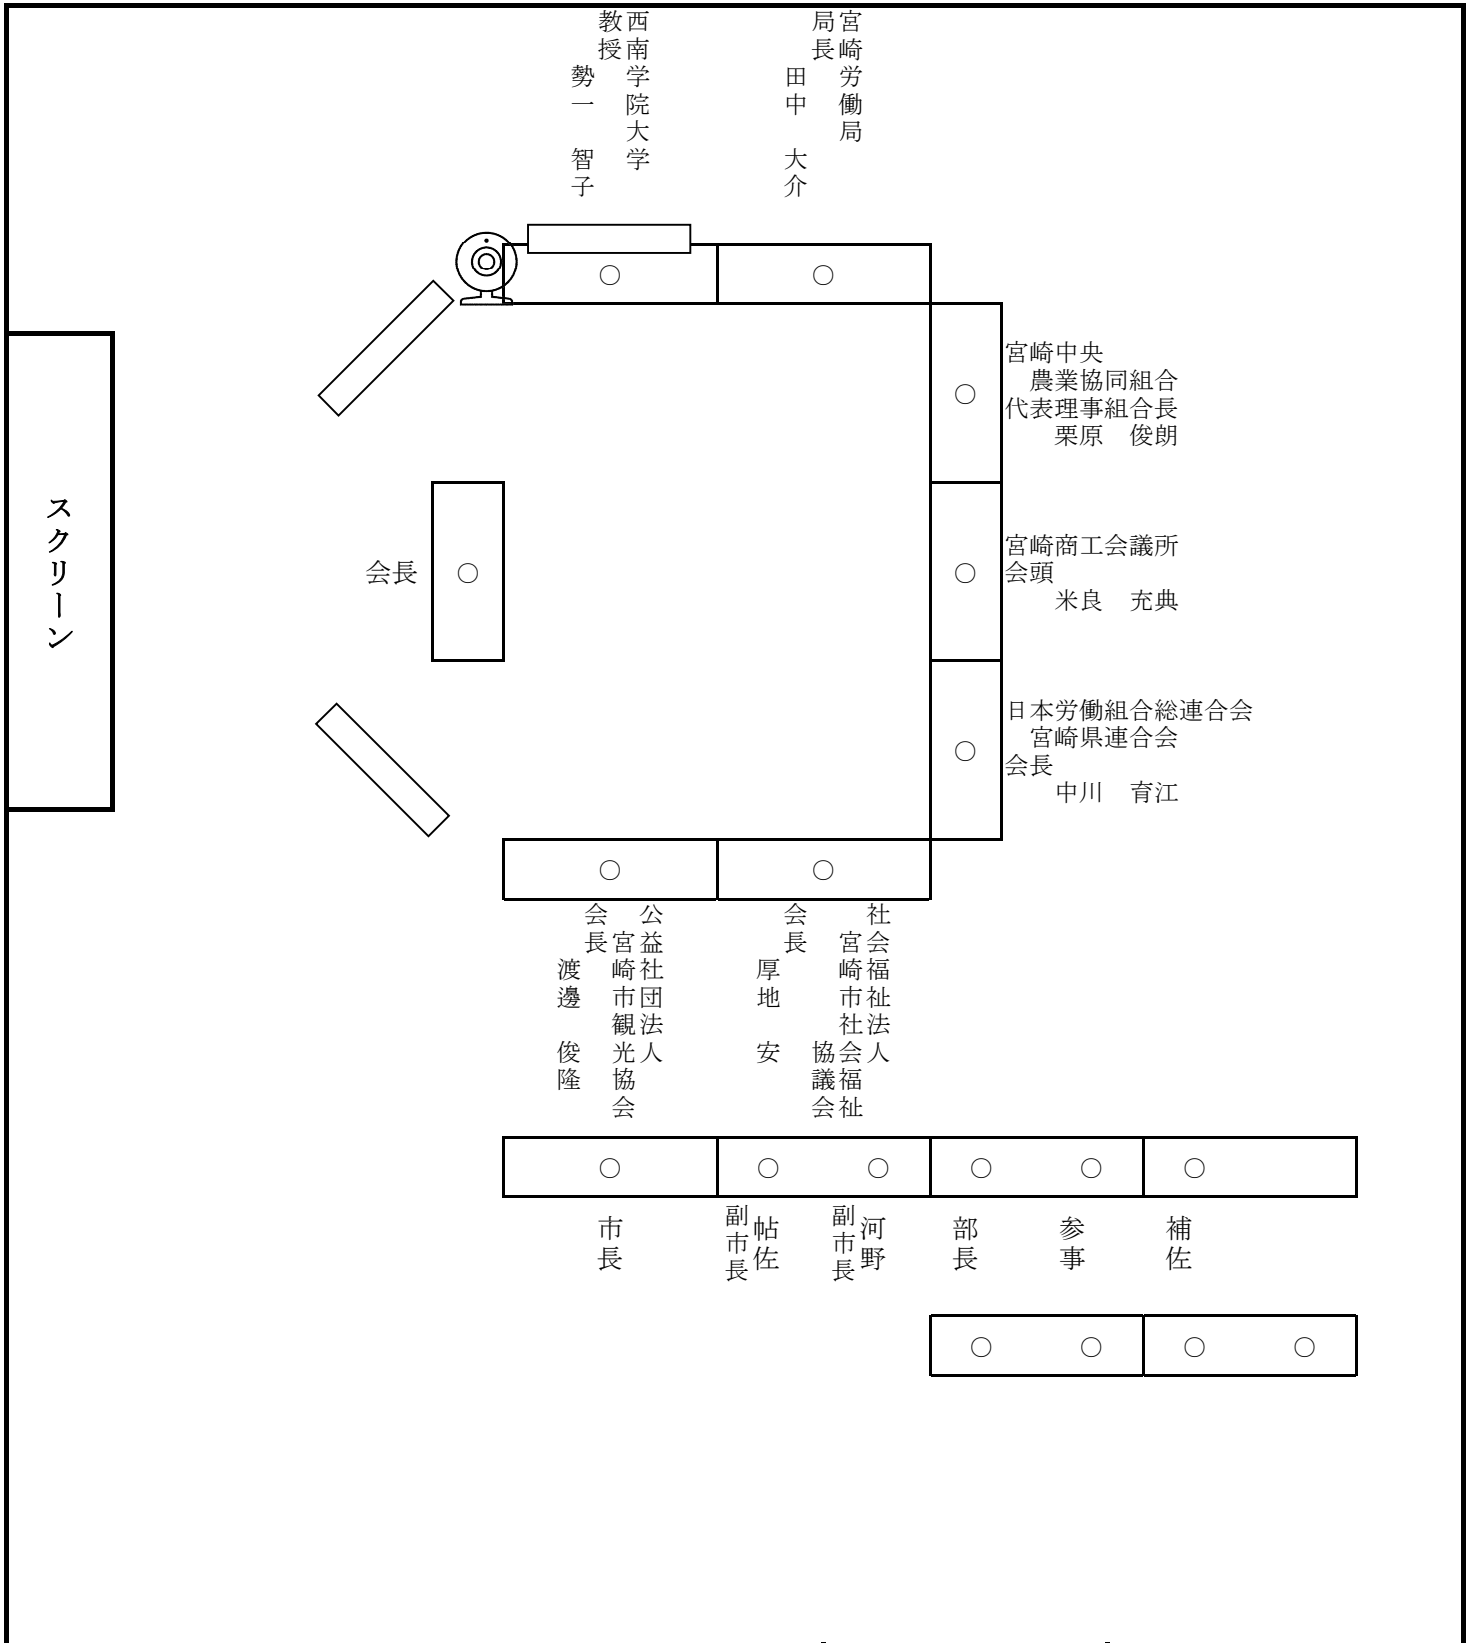 宮崎労働局
局長
田中　大介
西南学院大学
教授
勢一　智子
宮崎中央
農業協同組合
代表理事組合長
栗原　俊朗
宮崎商工会議所
会頭
米良　充典
日本労働組合総連合会
宮崎県連合会
会長
中川　育江
会長
スクリーン
社会福祉法人
宮崎市社会福祉
協議会
会長
厚地　安
公益社団法人
宮崎市観光協会
会長
渡邊　俊隆
市長
帖佐
副市長
河野
副市長
部長
参事
補佐